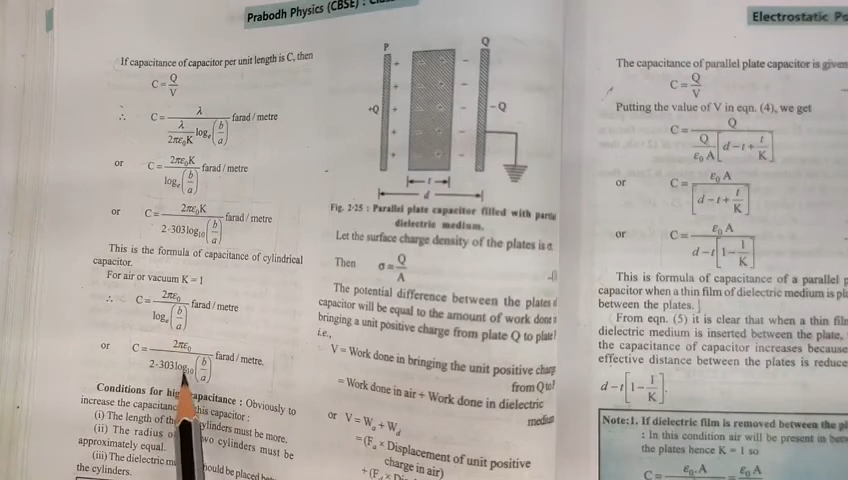 Prabodh Physics (CBSE) :
Electrostatic
If capacitance of capacitor per unit length is C, then
C = Q/V
∴ C = λ / (λ/2πε₀K logₑ(b/a)) farad / metre
or C = 2πε₀K / logₑ(b/a) farad / metre
or C = 2πε₀K / 2·303 log₁₀(b/a) farad / metre
This is the formula of capacitance of cylindrical
capacitor.
For air or vacuum K = 1
∴ C = 2πε₀ / logₑ(b/a) farad / metre
or C = 2πε₀ / 2·303 log₁₀(b/a) farad / metre.
Conditions for high capacitance : Obviously to
increase the capacitance this capacitor :
(i) The length of the cylinders must be more.
(ii) The radius two cylinders must be
approximately equal.
(iii) The dielectric should be placed
the cylinders.
P Q
+ −
+Q −Q
t
d
Fig. 2·25 : Parallel plate capacitor filled with
dielectric medium.
Let the surface charge density of the plates is σ
Then σ = Q/A
The potential difference between the plates
capacitor will be equal to the amount of work done
bringing a unit positive charge from plate Q to plate
i.e.,
V = Work done in bringing the unit positive
from Q to
= Work done in air + Work done in dielectric
or V = Wₐ + W_d
= (Fₐ × Displacement of unit positive
charge in air)
The capacitance of parallel plate capacitor is given
C = Q/V
Putting the value of V in eqn. (4), we get
C = Q / (Q/ε₀A [d − t + t/K])
or C = ε₀A / [d − t + t/K]
or C = ε₀A / d − t[1 − 1/K]
This is formula of capacitance of a parallel
capacitor when a thin film of dielectric medium is
between the plates.
From eqn. (5) it is clear that when a thin
dielectric medium is inserted between the plate,
the capacitance of capacitor increases because
effective distance between the plates is
d − t[1 − 1/K].
Note:1. If dielectric film is removed between the
: In this condition air will be present in
the plates hence K = 1 so
C = ε₀.A = ε₀A